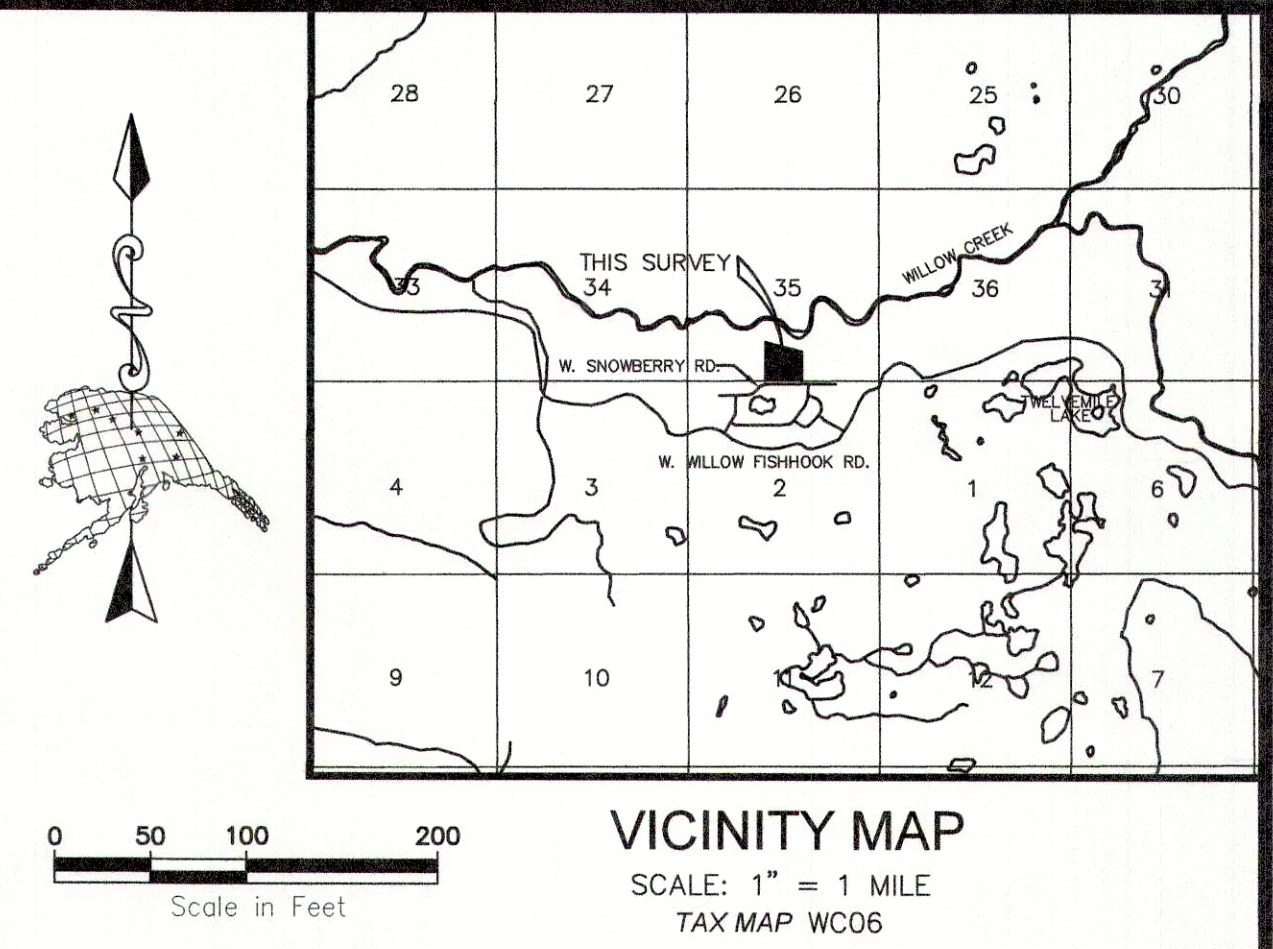 28 27 26 25 30
WILLOW CREEK
THIS SURVEY
33 34 35 36 31
W. SNOWBERRY RD.
TWELVEMILE
LAKE
W. WILLOW FISHHOOK RD.
4 3 2 1 6
9 10 11 12 7
0 50 100 200
Scale in Feet
VICINITY MAP
SCALE: 1" = 1 MILE
TAX MAP WC06